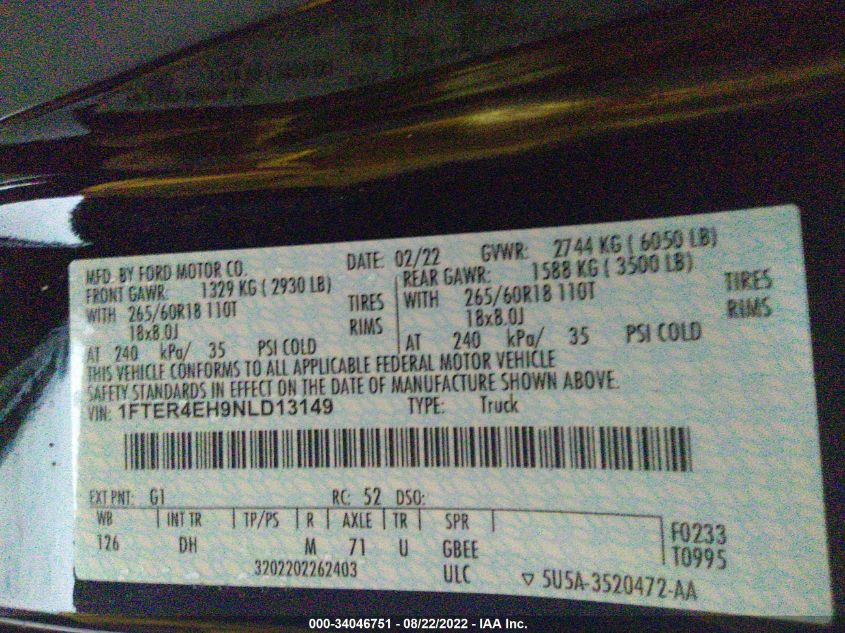 MFD. BY FORD MOTOR CO. DATE: 02/22 GVWR: 2744 KG ( 6050 LB)
FRONT GAWR: 1329 KG ( 2930 LB) REAR GAWR: 1588 KG ( 3500 LB)
WITH 265/60R18 110T TIRES WITH 265/60R18 110T TIRES
18x8.0J RIMS 18x8.0J RIMS
AT 240 kPa/ 35 PSI COLD AT 240 kPa/ 35 PSI COLD
THIS VEHICLE CONFORMS TO ALL APPLICABLE FEDERAL MOTOR VEHICLE
SAFETY STANDARDS IN EFFECT ON THE DATE OF MANUFACTURE SHOWN ABOVE.
VIN: 1FTER4EH9NLD13149 TYPE: Truck
EXT PNT: G1 RC: 52 DSO:
WB INT TR TP/PS R AXLE TR SPR
126 DH M 71 U GBEE F0233
3202202262403 ULC T0995
5U5A-3520472-AA
000-34046751 - 08/22/2022 - IAA Inc.